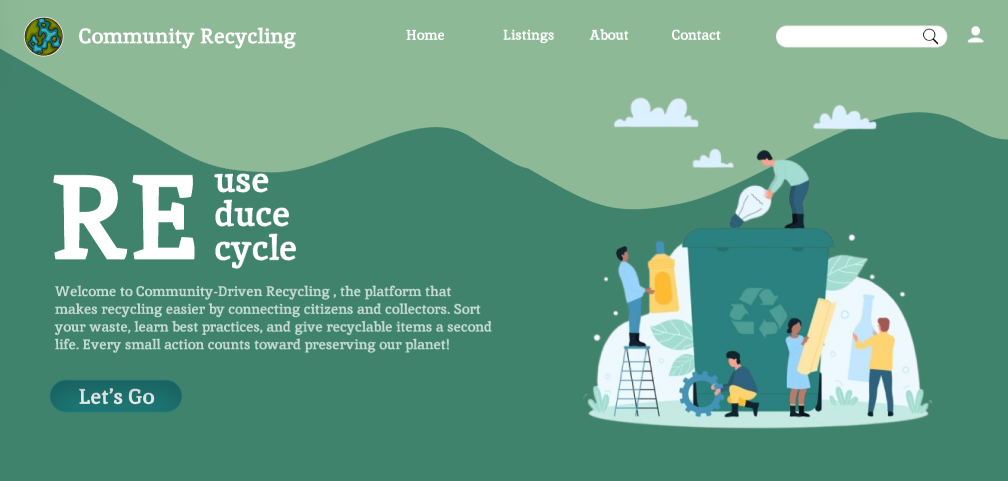 Community Recycling
Home Listings About Contact
RE
use
duce
cycle
Welcome to Community-Driven Recycling , the platform that
makes recycling easier by connecting citizens and collectors. Sort
your waste, learn best practices, and give recyclable items a second
life. Every small action counts toward preserving our planet!
Let's Go